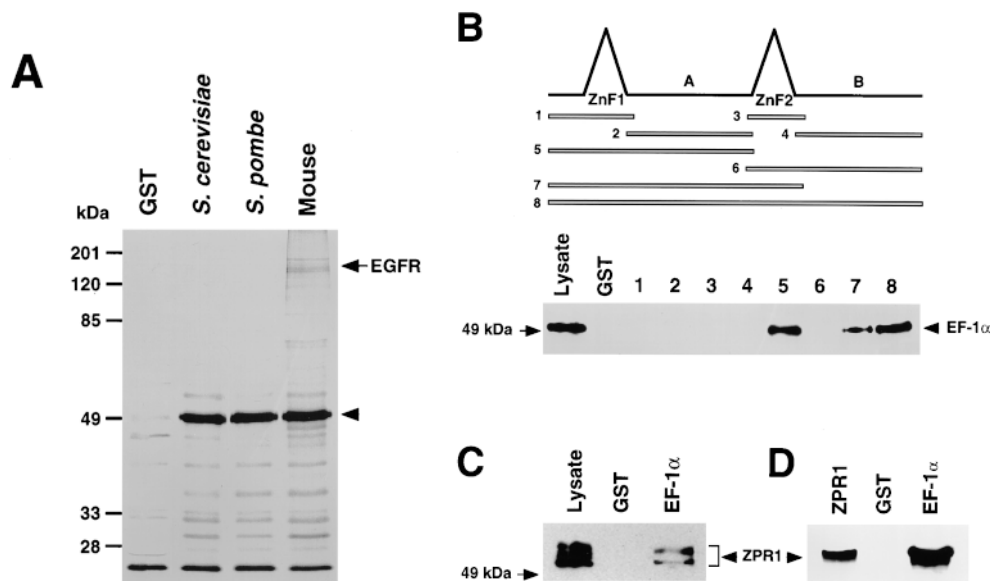 A
kDa
GST
S. cerevisiae
S. pombe
Mouse
201
120
85
49
33
28
EGFR
B
ZnF1
A
ZnF2
B
1
3
2
4
5
6
7
8
Lysate
GST
1 2 3 4 5 6 7 8
49 kDa
EF-1α
C
Lysate
GST
EF-1α
49 kDa
ZPR1
D
ZPR1
GST
EF-1α